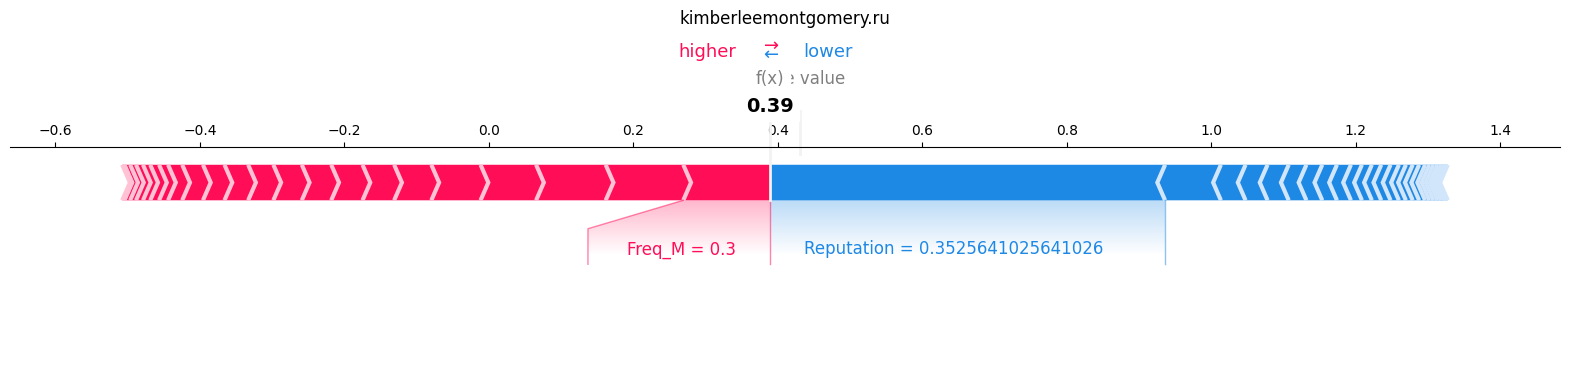 kimberleemontgomery.ru
higher ⇄ lower
f(x) value
0.39
−0.6 −0.4 −0.2 0.0 0.2 0.4 0.6 0.8 1.0 1.2 1.4
Freq_M = 0.3 Reputation = 0.3525641025641026